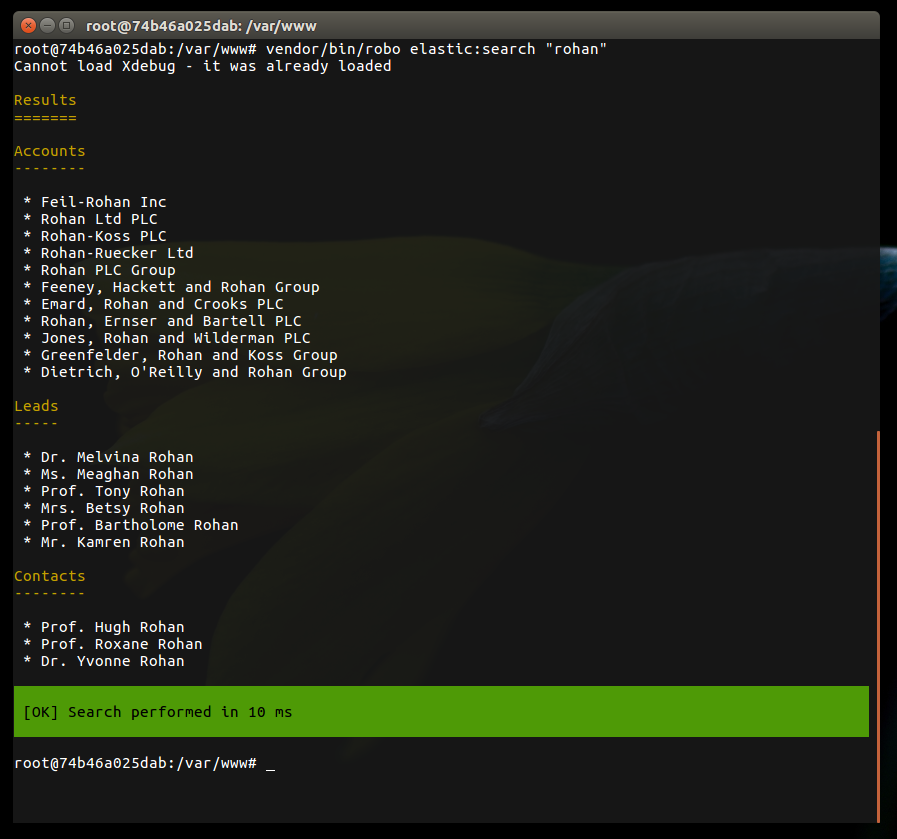 root@74b46a025dab: /var/www
root@74b46a025dab:/var/www# vendor/bin/robo elastic:search "rohan"
Cannot load Xdebug - it was already loaded
Results
=======
Accounts
--------
* Feil-Rohan Inc
* Rohan Ltd PLC
* Rohan-Koss PLC
* Rohan-Ruecker Ltd
* Rohan PLC Group
* Feeney, Hackett and Rohan Group
* Emard, Rohan and Crooks PLC
* Rohan, Ernser and Bartell PLC
* Jones, Rohan and Wilderman PLC
* Greenfelder, Rohan and Koss Group
* Dietrich, O'Reilly and Rohan Group
Leads
-----
* Dr. Melvina Rohan
* Ms. Meaghan Rohan
* Prof. Tony Rohan
* Mrs. Betsy Rohan
* Prof. Bartholome Rohan
* Mr. Kamren Rohan
Contacts
--------
* Prof. Hugh Rohan
* Prof. Roxane Rohan
* Dr. Yvonne Rohan
[OK] Search performed in 10 ms
root@74b46a025dab:/var/www# _